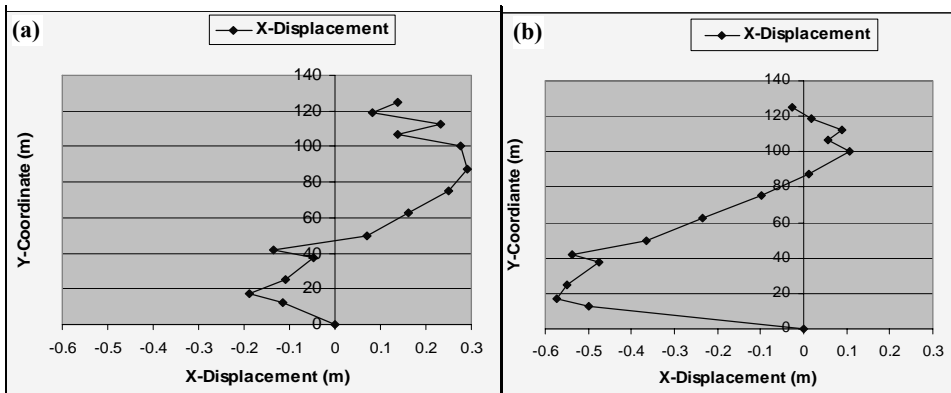 (a)
X-Displacement
140
120
100
80
60
40
20
0
Y-Coordinate (m)
-0.6 -0.5 -0.4 -0.3 -0.2 -0.1 0 0.1 0.2 0.3
X-Displacement (m)
(b)
X-Displacement
140
120
100
80
60
40
20
0
Y-Coordiante (m)
-0.6 -0.5 -0.4 -0.3 -0.2 -0.1 0 0.1 0.2 0.3
X-Displacement (m)